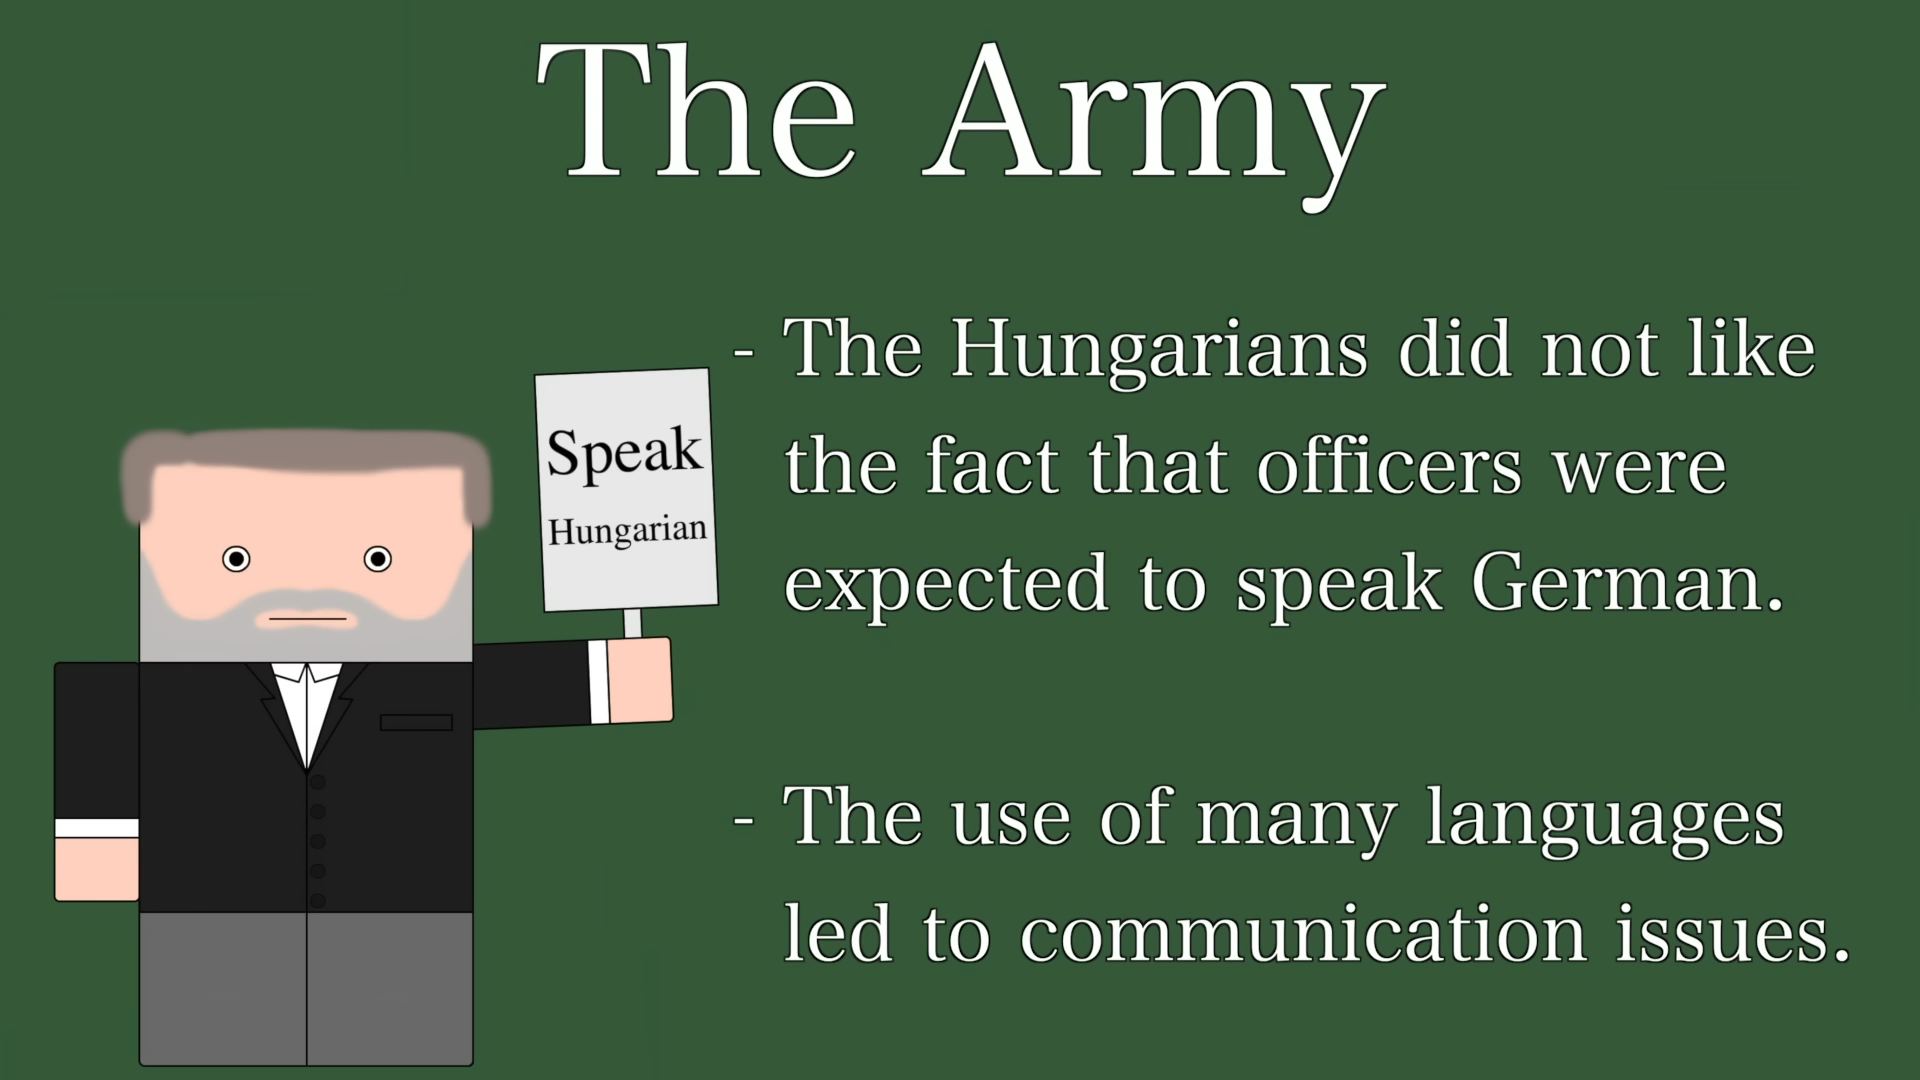 The Army
Speak
Hungarian
- The Hungarians did not like
the fact that officers were
expected to speak German.
- The use of many languages
led to communication issues.